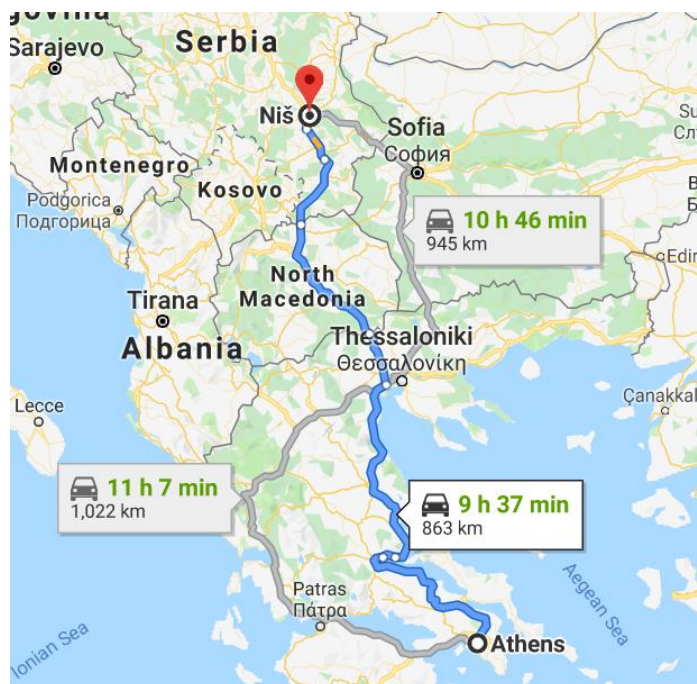 govina
Sarajevo
Serbia
Niš
Sofia
София
Montenegro
Kosovo
Podgorica
Подгорица
10 h 46 min
945 km
North
Macedonia
Tirana
Albania
Thessaloniki
Θεσσαλονίκη
Lecce
Çanakkal
11 h 7 min
1,022 km
9 h 37 min
863 km
Patras
Πάτρα
Athens
Aegean Sea
Ionian Sea